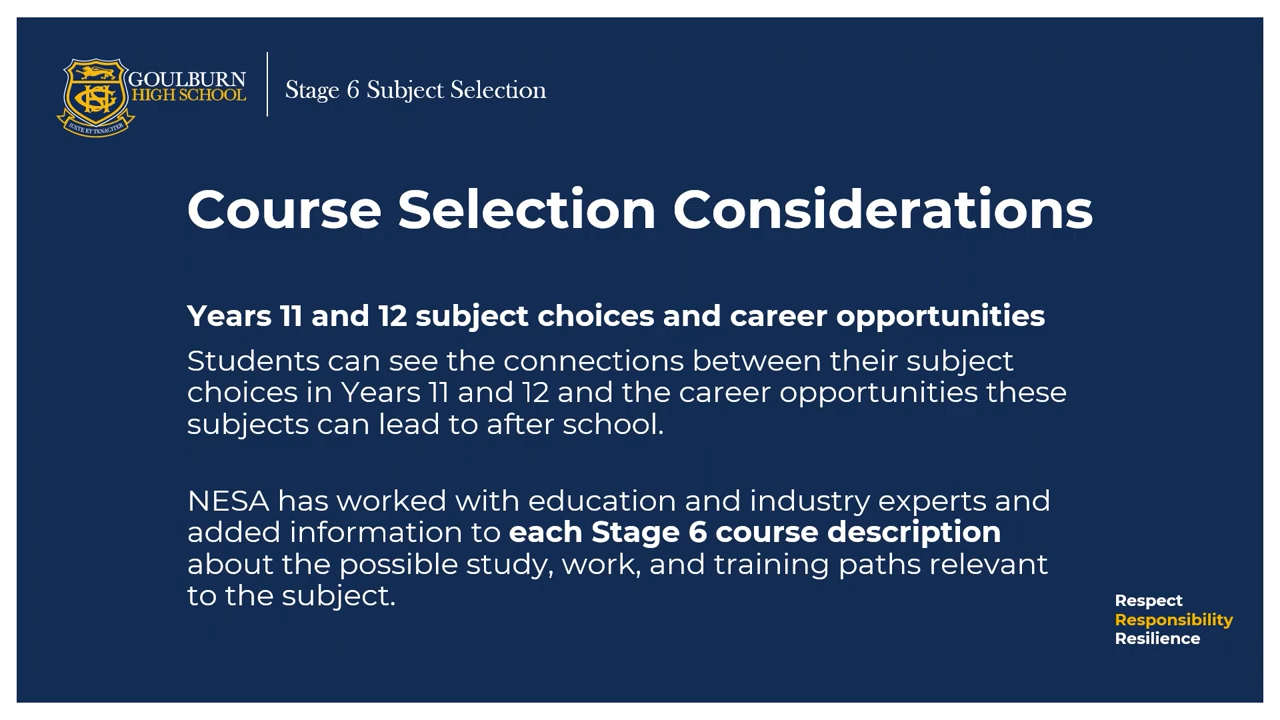 GOULBURN
HIGH SCHOOL
IUSTE ET TENACITER
Stage 6 Subject Selection
Course Selection Considerations
Years 11 and 12 subject choices and career opportunities
Students can see the connections between their subject
choices in Years 11 and 12 and the career opportunities these
subjects can lead to after school.
NESA has worked with education and industry experts and
added information to each Stage 6 course description
about the possible study, work, and training paths relevant
to the subject.
Respect
Responsibility
Resilience